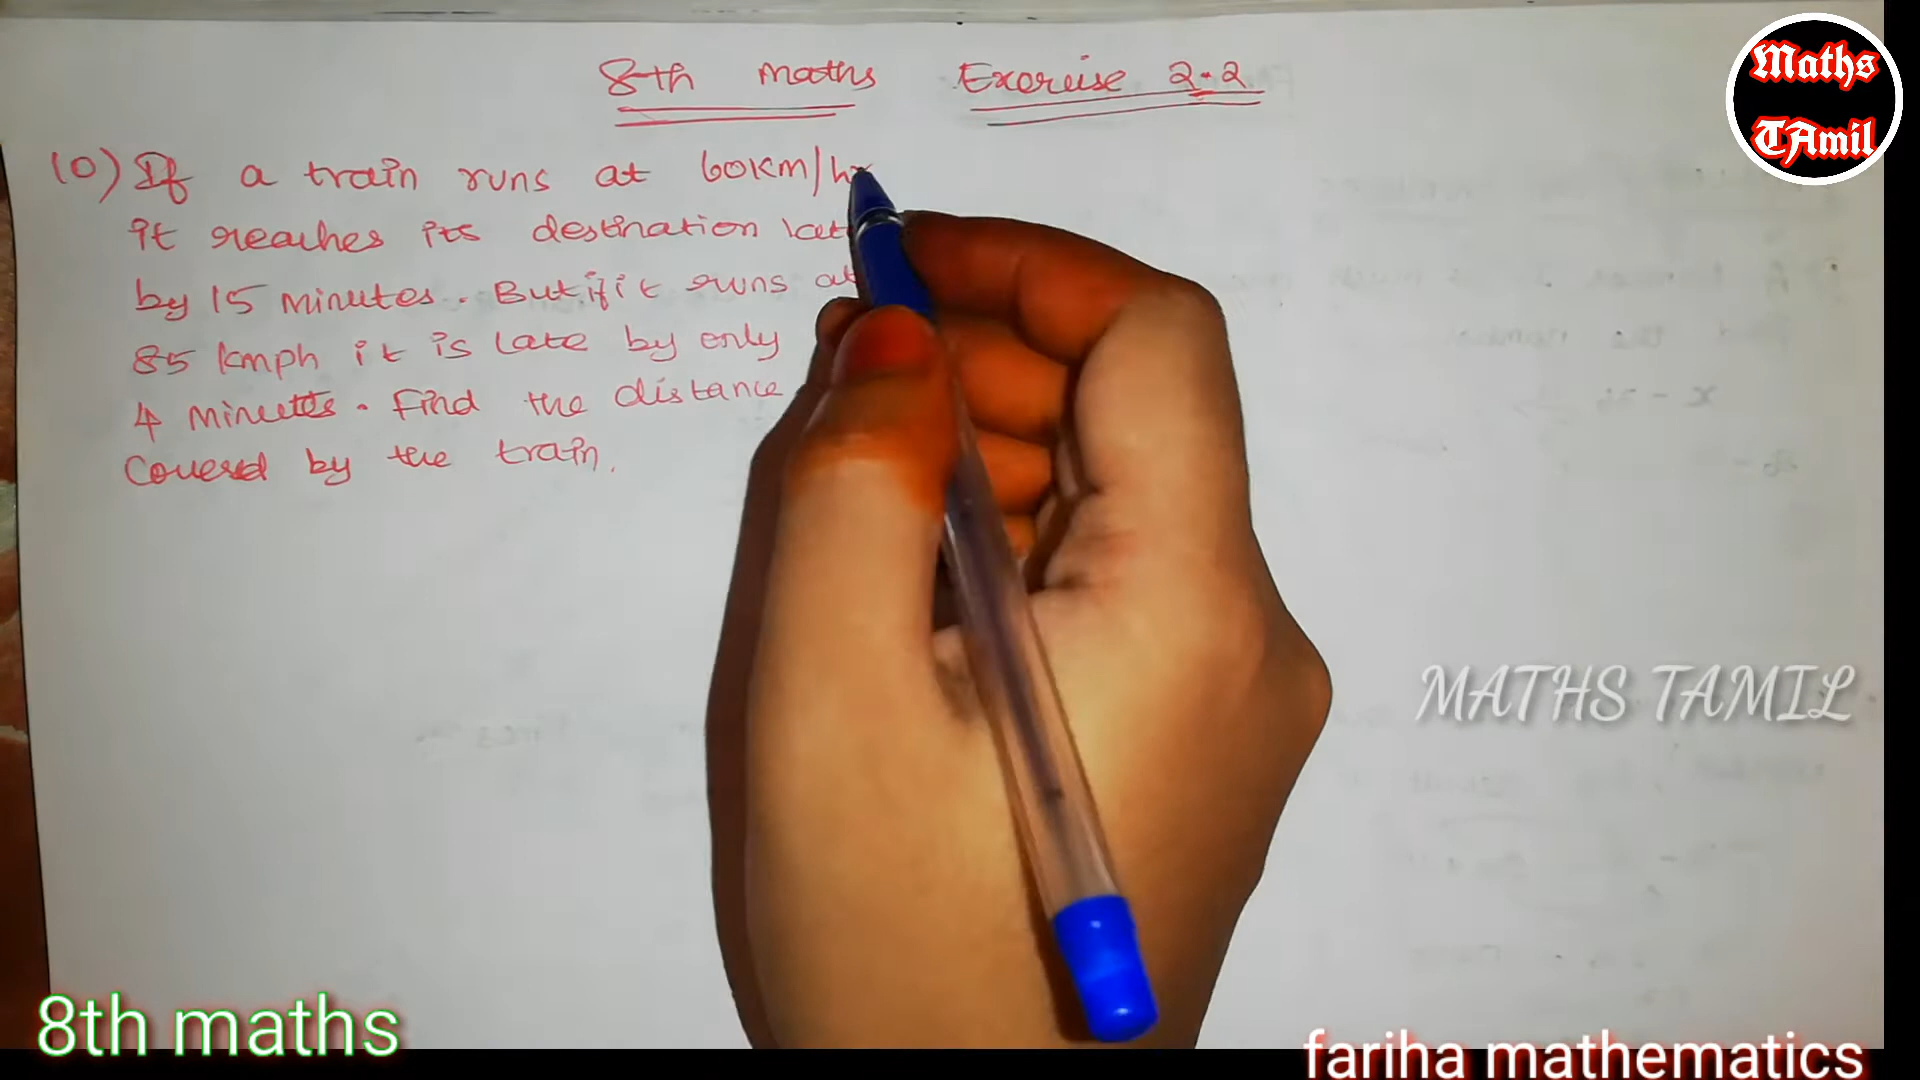 8th maths Exercise 2.2
Maths
TAmil
10) If a train runs at 60km/hr
it reaches its destination
by 15 minutes. But if it runs at
85 kmph it is late by only
4 minutes. Find the distance
Covered by the train.
MATHS TAMIL
8th maths
fariha mathematics